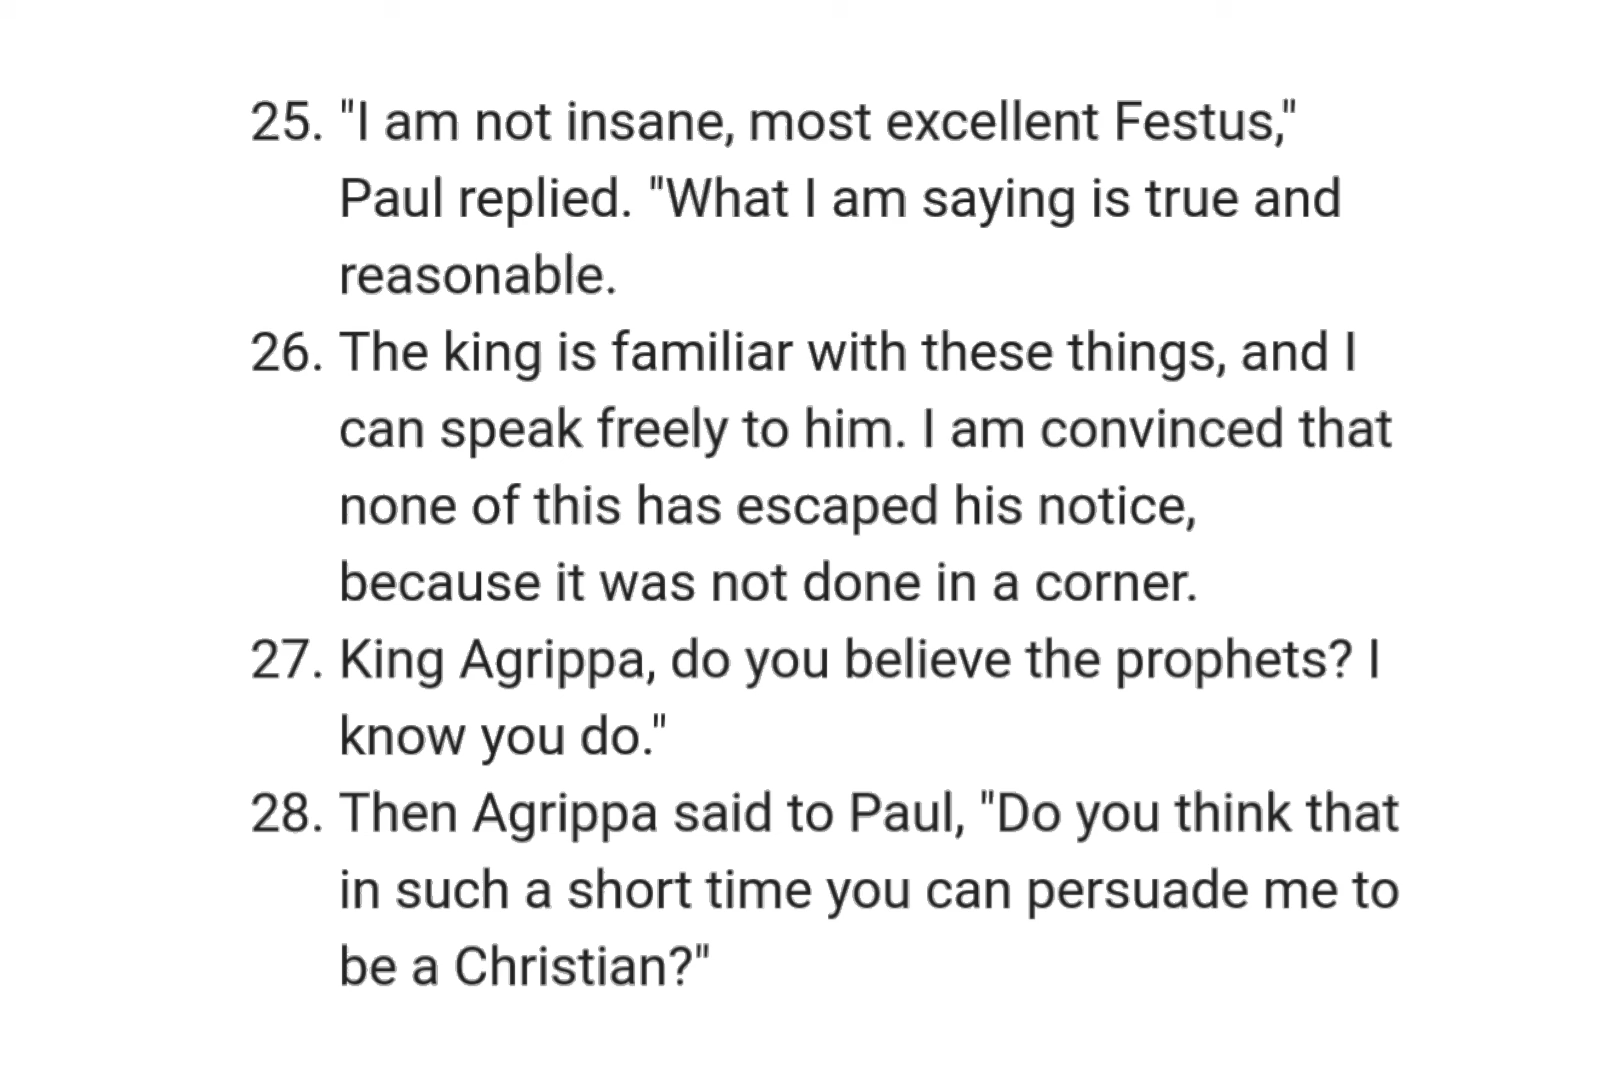 25. "I am not insane, most excellent Festus,"
Paul replied. "What I am saying is true and
reasonable.
26. The king is familiar with these things, and I
can speak freely to him. I am convinced that
none of this has escaped his notice,
because it was not done in a corner.
27. King Agrippa, do you believe the prophets? I
know you do."
28. Then Agrippa said to Paul, "Do you think that
in such a short time you can persuade me to
be a Christian?"